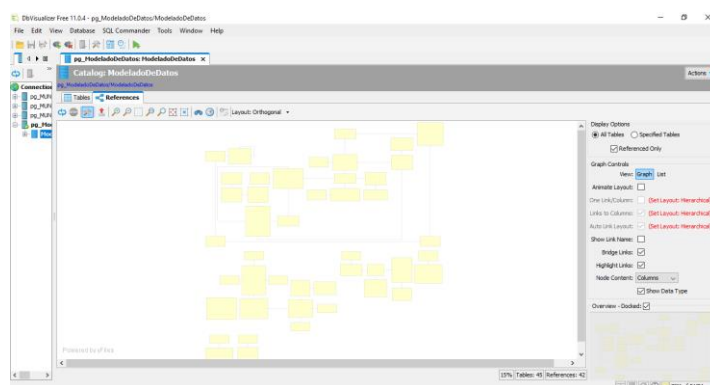 DbVisualizer Free 11.0.4 - pg_ModeladoDeDatos/ModeladoDeDatos
File Edit View Database SQL Commander Tools Window Help
pg_ModeladoDeDatos: ModeladoDeDatos
Catalog: ModeladoDeDatos
Actions
pg_ModeladoDeDatos/ModeladoDeDatos
Connection
Tables References
pg_MUN
pg_MUN
pg_MUN
pg_Mo
Layout: Orthogonal
Display Options
All Tables Specified Tables
Referenced Only
Graph Controls
View: Graph List
Animate Layout:
One Link/Column: (Set Layout: Hierarchical
Links to Columns: (Set Layout: Hierarchical
Auto Link Layout: (Set Layout: Hierarchical
Show Link Name:
Bridge Links:
Highlight Links:
Node Content: Columns
Show Data Type
Overview - Docked:
Powered by yFiles
15% Tables: 45 References: 42